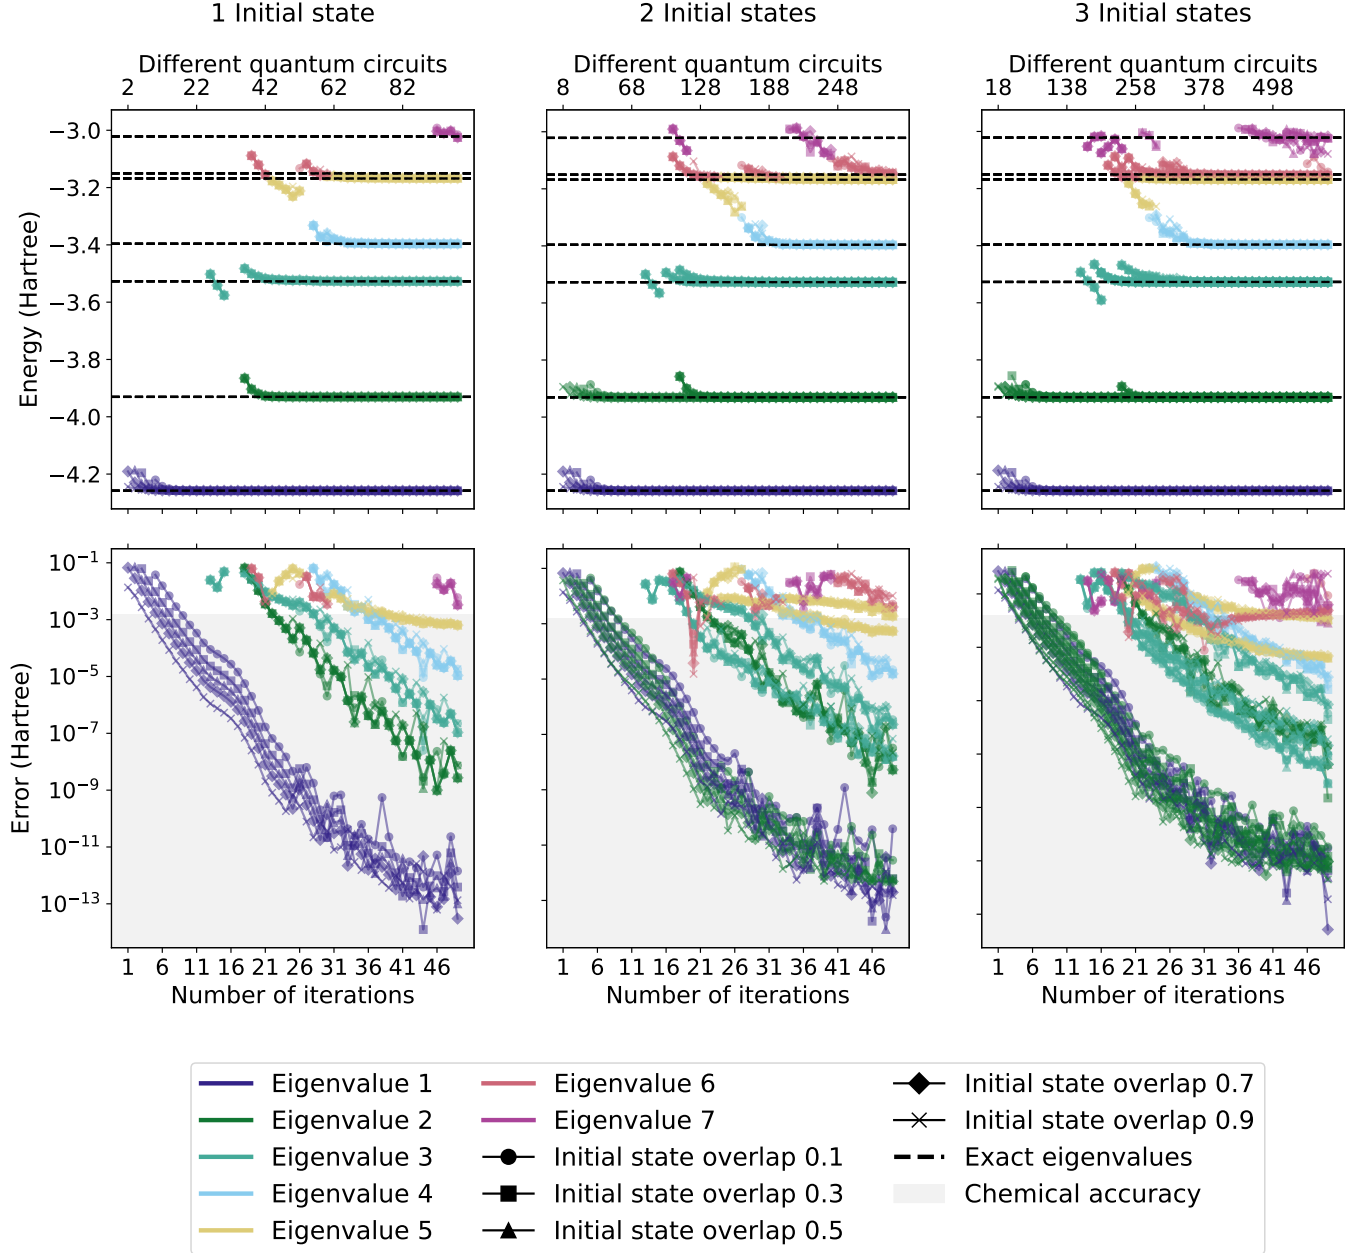 1 Initial state
2 Initial states
3 Initial states
Different quantum circuits
Different quantum circuits
Different quantum circuits
2 22 42 62 82
8 68 128 188 248
18 138 258 378 498
Energy (Hartree)
−3.0
−3.2
−3.4
−3.6
−3.8
−4.0
−4.2
Error (Hartree)
10⁻¹
10⁻³
10⁻⁵
10⁻⁷
10⁻⁹
10⁻¹¹
10⁻¹³
1 6 11 16 21 26 31 36 41 46
1 6 11 16 21 26 31 36 41 46
1 6 11 16 21 26 31 36 41 46
Number of iterations
Number of iterations
Number of iterations
Eigenvalue 1
Eigenvalue 2
Eigenvalue 3
Eigenvalue 4
Eigenvalue 5
Eigenvalue 6
Eigenvalue 7
Initial state overlap 0.1
Initial state overlap 0.3
Initial state overlap 0.5
Initial state overlap 0.7
Initial state overlap 0.9
Exact eigenvalues
Chemical accuracy